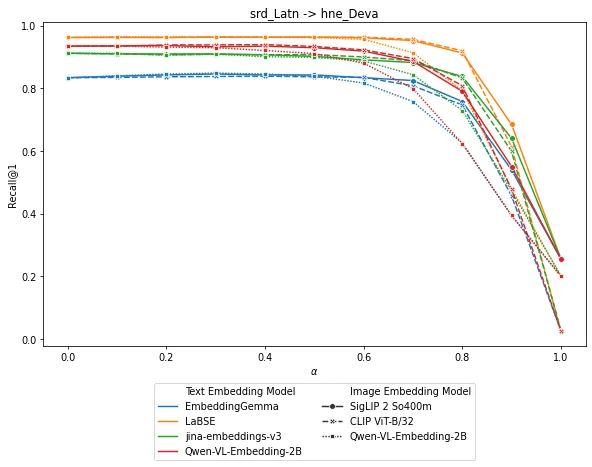 srd_Latn -> hne_Deva
Recall@1
1.0
0.8
0.6
0.4
0.2
0.0
0.0 0.2 0.4 0.6 0.8 1.0
α
Text Embedding Model
EmbeddingGemma
LaBSE
jina-embeddings-v3
Qwen-VL-Embedding-2B
Image Embedding Model
SigLIP 2 So400m
CLIP ViT-B/32
Qwen-VL-Embedding-2B